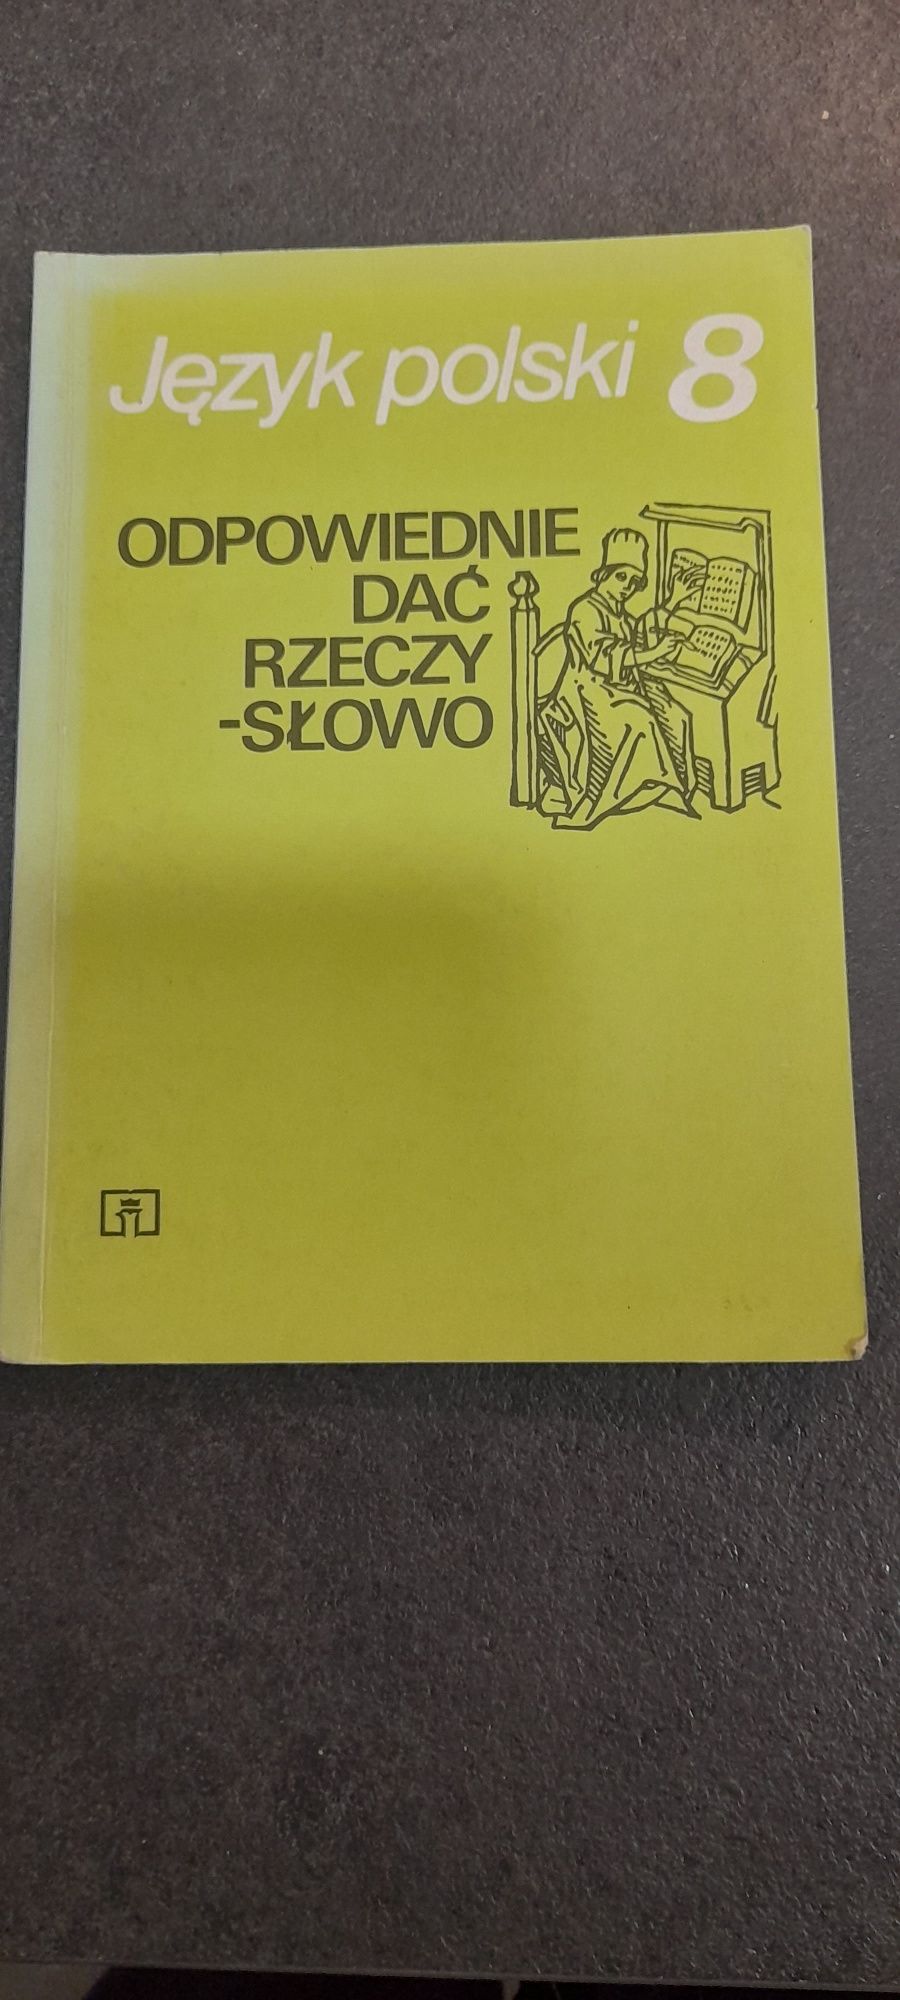 Język polski 8
ODPOWIEDNIE
DAĆ
RZECZY
-SŁOWO